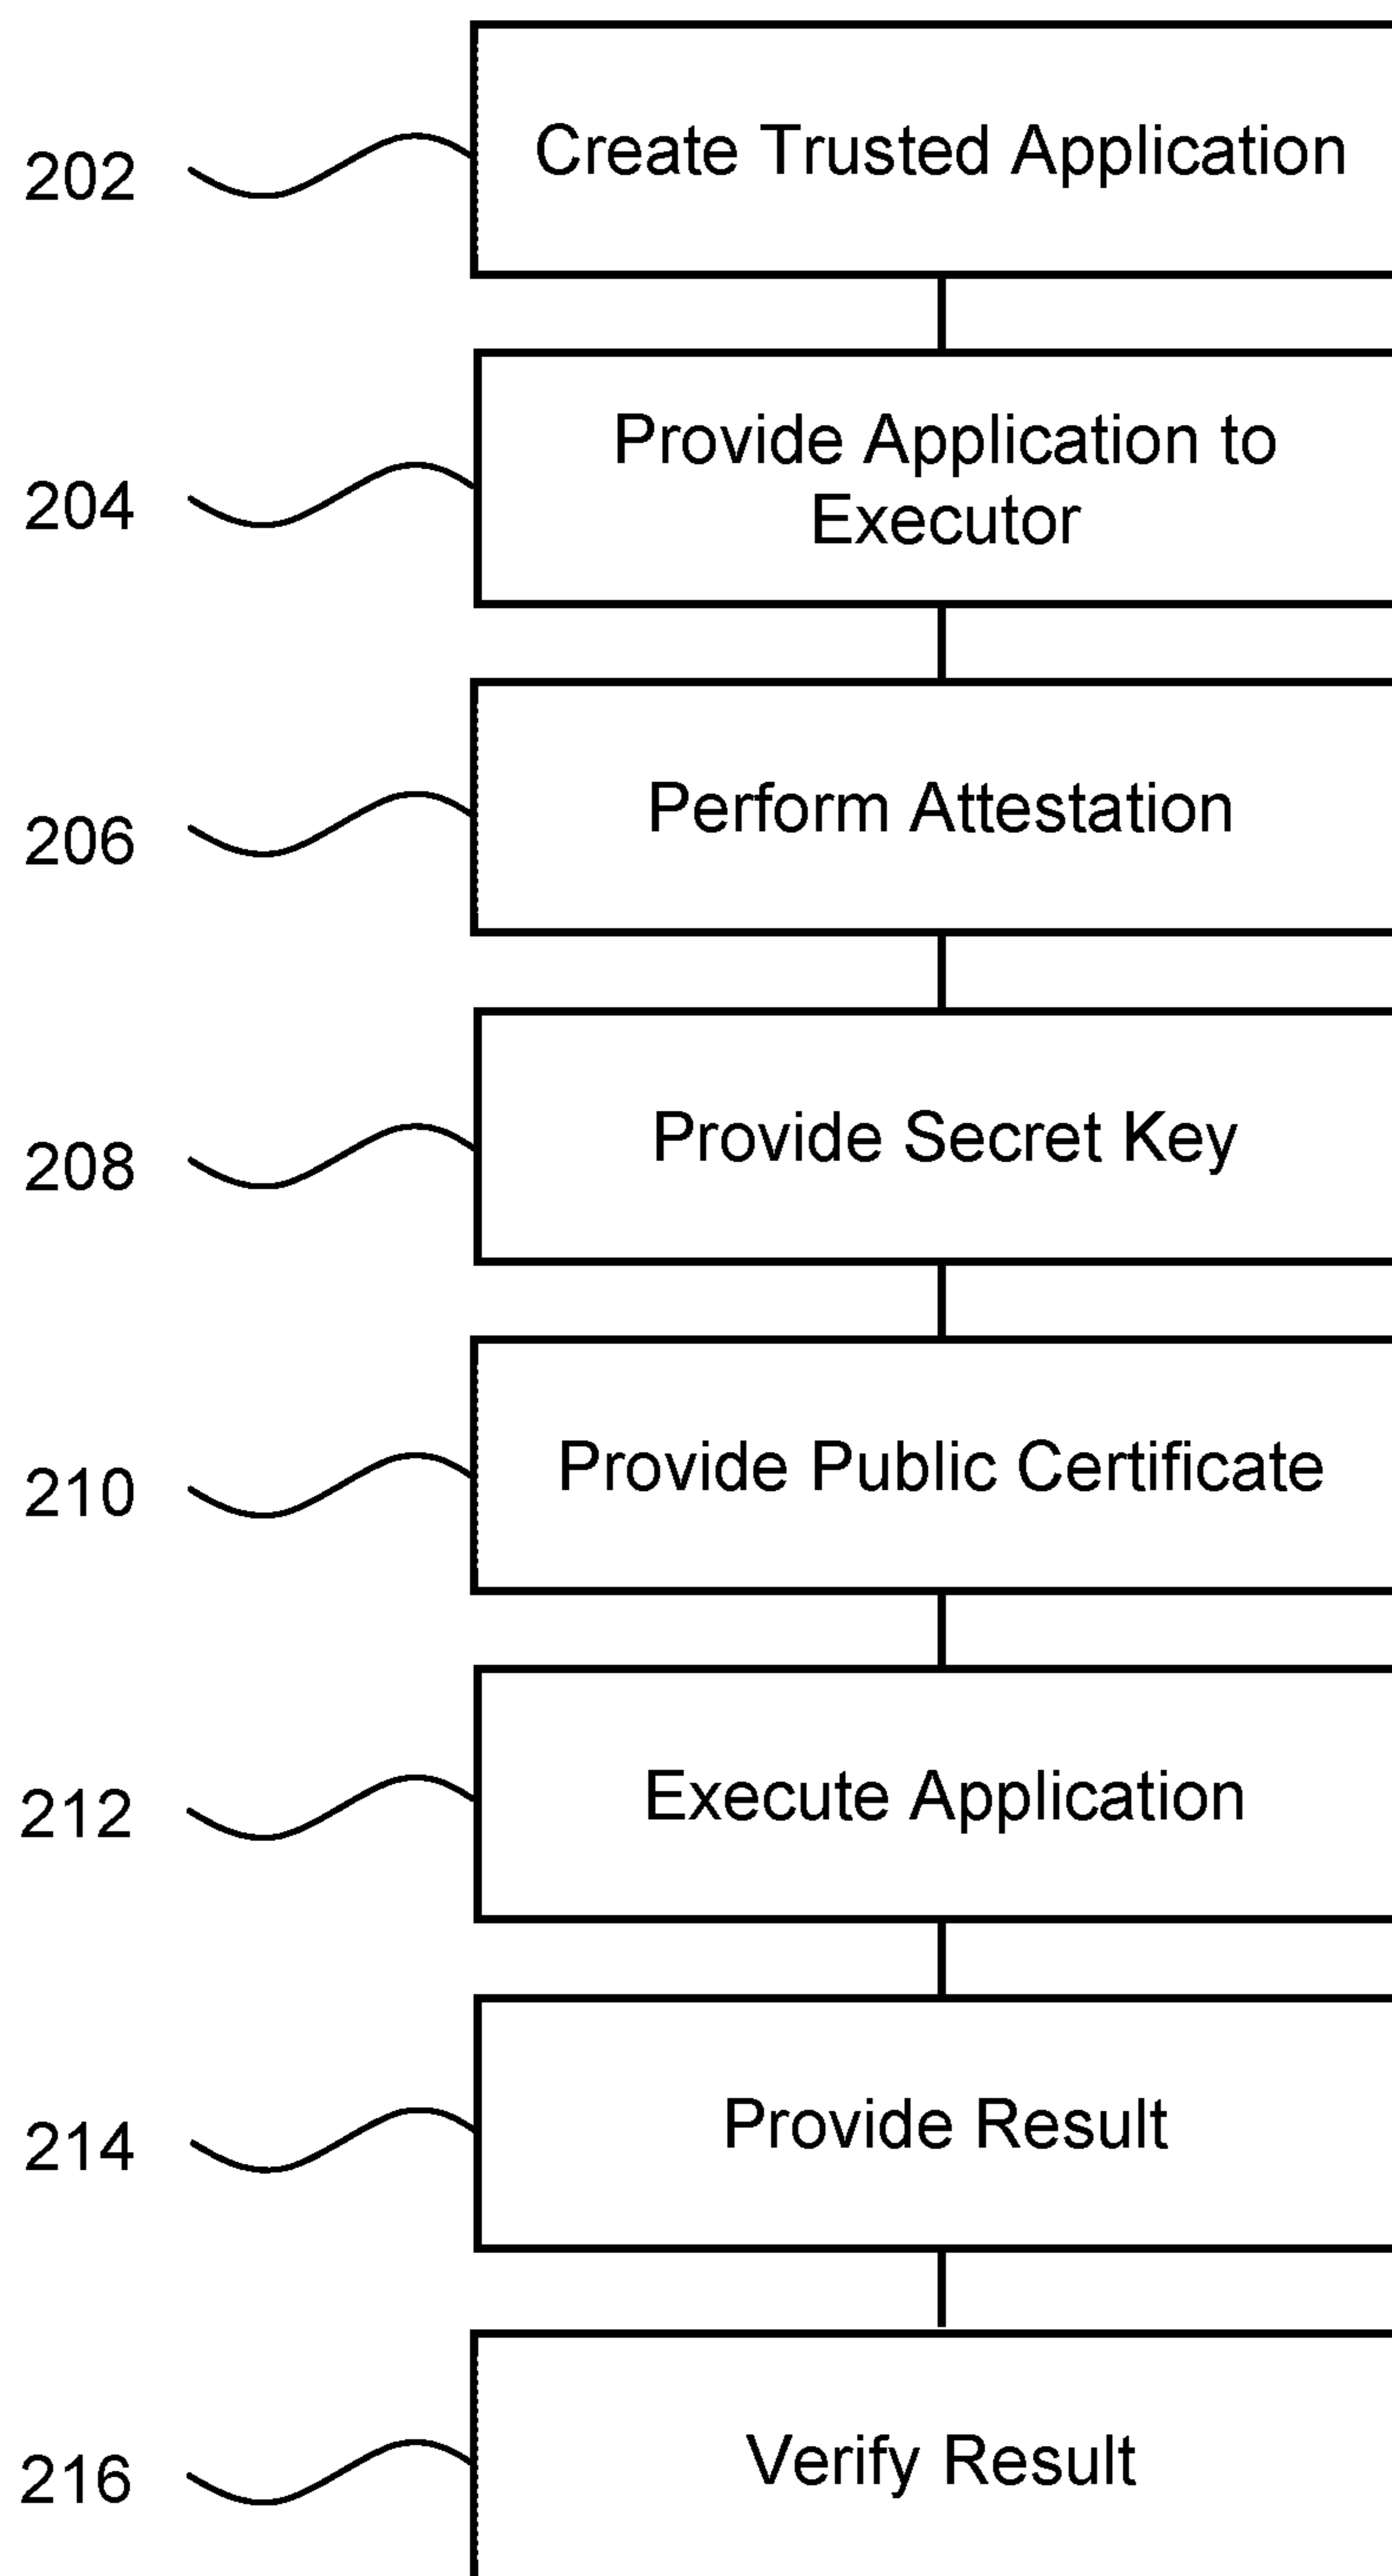 202
Create Trusted Application
204
Provide Application to
Executor
206
Perform Attestation
208
Provide Secret Key
210
Provide Public Certificate
212
Execute Application
214
Provide Result
216
Verify Result